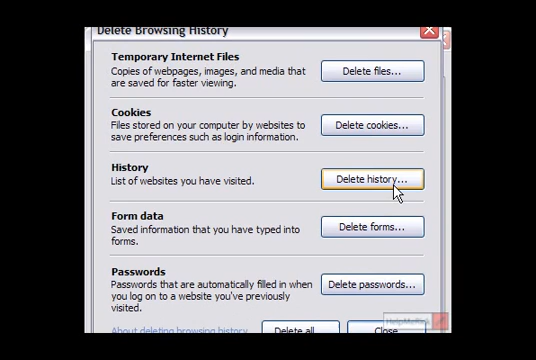 Delete Browsing History
Temporary Internet Files
Copies of webpages, images, and media that
are saved for faster viewing.
Delete files...
Cookies
Files stored on your computer by websites to
save preferences such as login information.
Delete cookies...
History
List of websites you have visited.
Delete history...
Form data
Saved information that you have typed into
forms.
Delete forms...
Passwords
Passwords that are automatically filled in when
you log on to a website you've previously
visited.
Delete passwords...
About deleting browsing history
Delete all...
Close